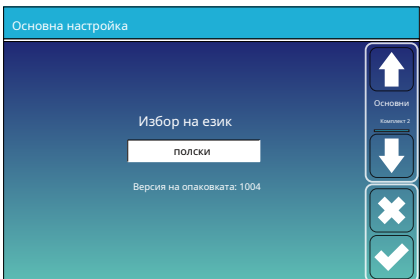 Основна настройка
Избор на език
полски
Версия на опаковката: 1004
Основни
Комплект 2